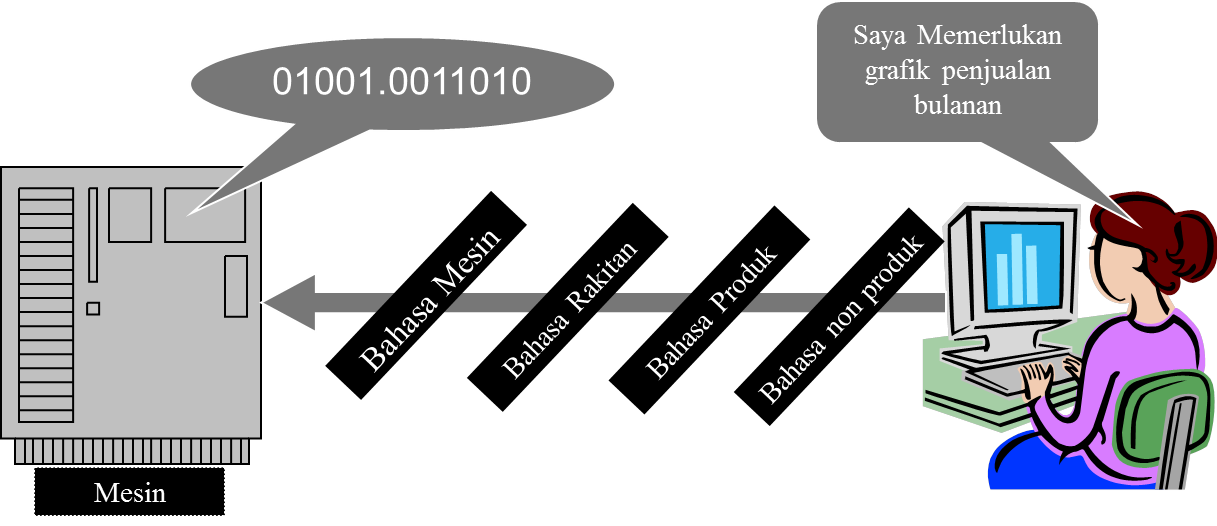 01001.0011010
Saya Memerlukan
grafik penjualan
bulanan
Bahasa Mesin
Bahasa Rakitan
Bahasa Produk
Bahasa non produk
Mesin